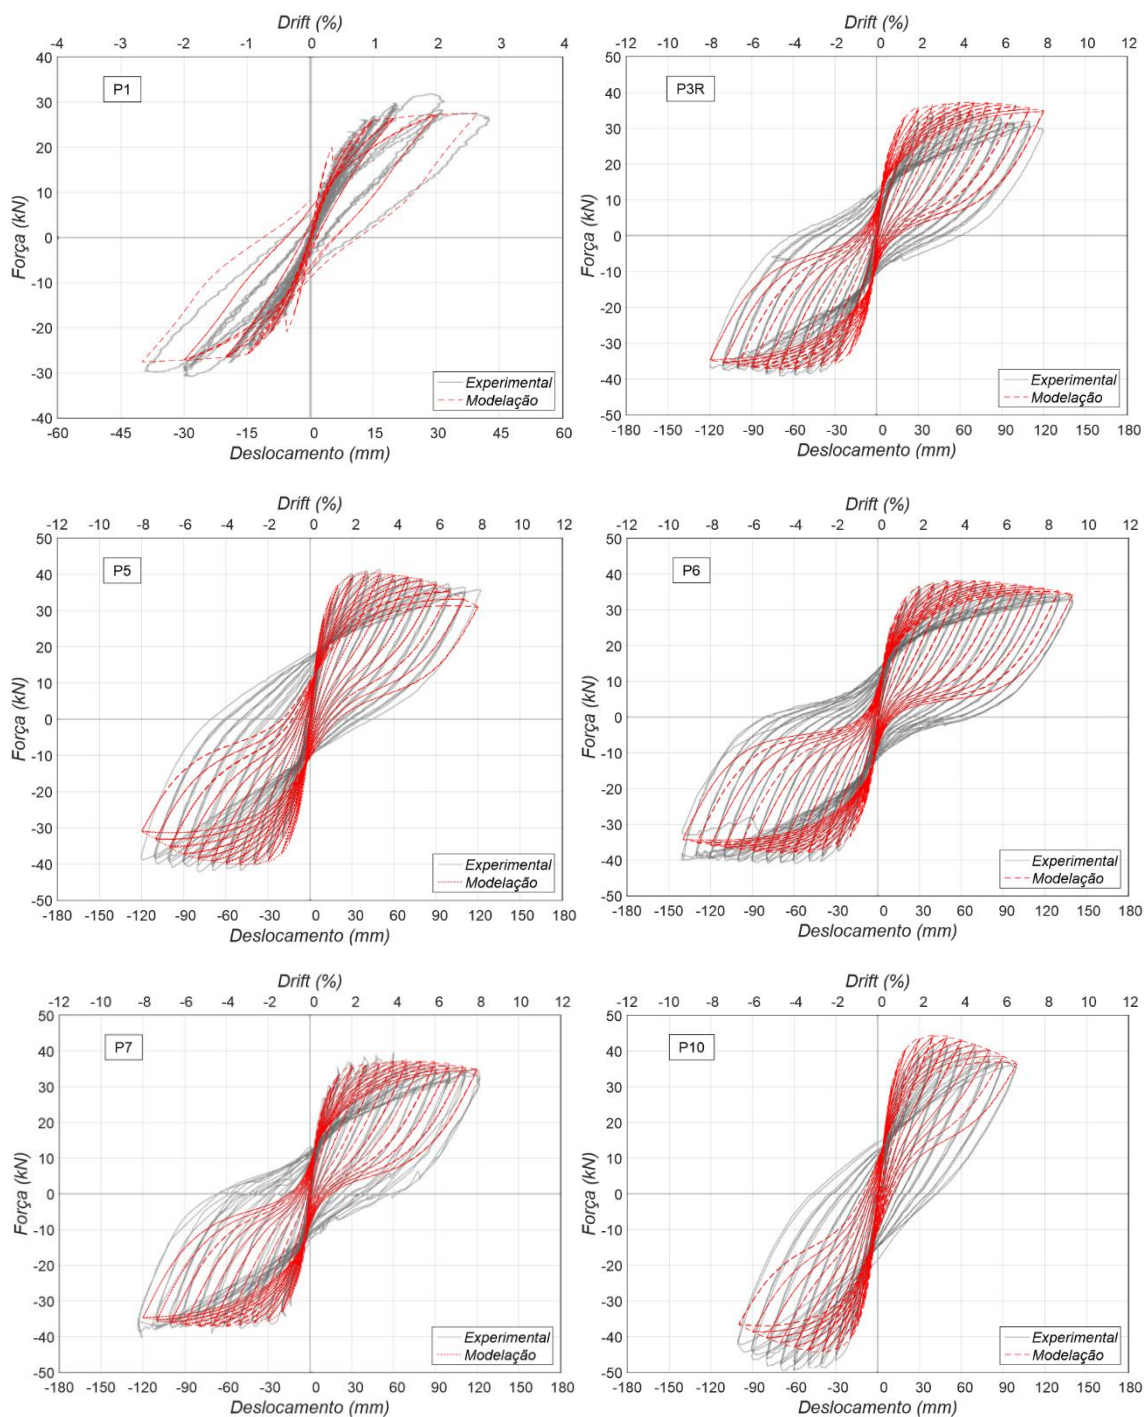 Drift (%)
-4 -3 -2 -1 0 1 2 3 4
40
30
20
10
0
-10
-20
-30
-40
P1
Força (kN)
Experimental
Modelação
-60 -45 -30 -15 0 15 30 45 60
Deslocamento (mm)
Drift (%)
-12 -10 -8 -6 -4 -2 0 2 4 6 8 10 12
50
40
30
20
10
0
-10
-20
-30
-40
-50
P3R
Força (kN)
Experimental
Modelação
-180 -150 -120 -90 -60 -30 0 30 60 90 120 150 180
Deslocamento (mm)
Drift (%)
-12 -10 -8 -6 -4 -2 0 2 4 6 8 10 12
50
40
30
20
10
0
-10
-20
-30
-40
-50
P5
Força (kN)
Experimental
Modelação
-180 -150 -120 -90 -60 -30 0 30 60 90 120 150 180
Deslocamento (mm)
Drift (%)
-12 -10 -8 -6 -4 -2 0 2 4 6 8 10 12
50
40
30
20
10
0
-10
-20
-30
-40
-50
P6
Força (kN)
Experimental
Modelação
-180 -150 -120 -90 -60 -30 0 30 60 90 120 150 180
Deslocamento (mm)
Drift (%)
-12 -10 -8 -6 -4 -2 0 2 4 6 8 10 12
50
40
30
20
10
0
-10
-20
-30
-40
-50
P7
Força (kN)
Experimental
Modelação
-180 -150 -120 -90 -60 -30 0 30 60 90 120 150 180
Deslocamento (mm)
Drift (%)
-12 -10 -8 -6 -4 -2 0 2 4 6 8 10 12
50
40
30
20
10
0
-10
-20
-30
-40
-50
P10
Força (kN)
Experimental
Modelação
-180 -150 -120 -90 -60 -30 0 30 60 90 120 150 180
Deslocamento (mm)